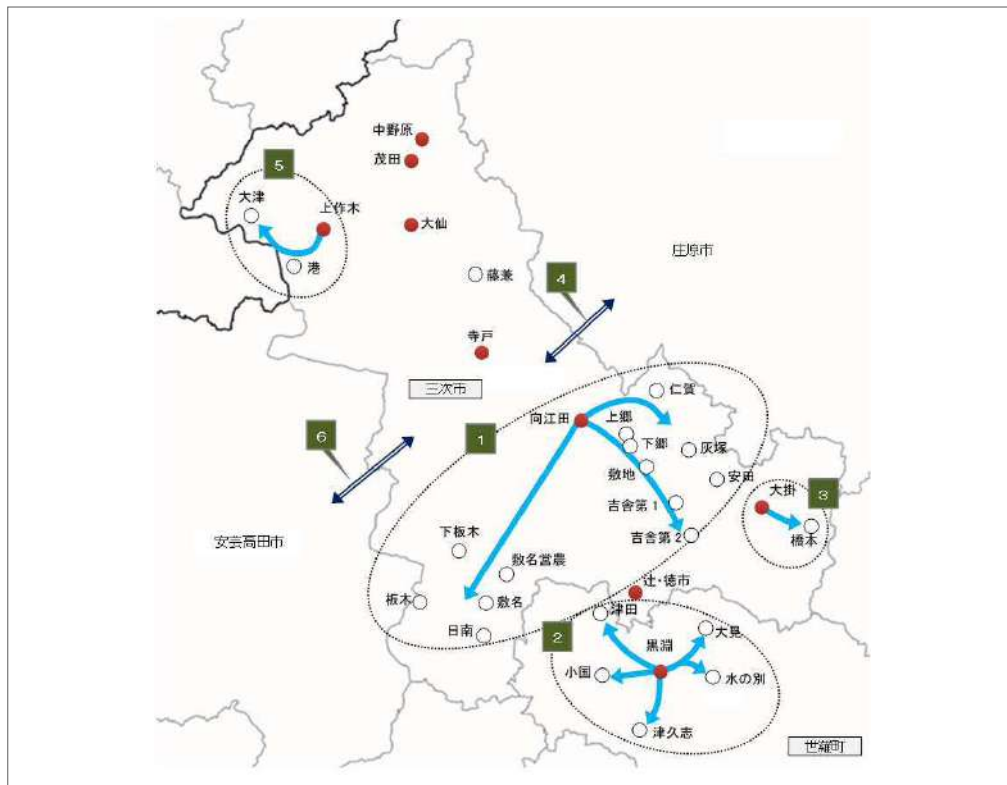 中野原
茂田
5
大津
上作木
大仙
港
藤兼
庄原市
4
寺戸
三次市
仁賀
向江田
上郷
1
6
下郷
灰塚
敷地
安田
大掛
3
吉舎第1
橋本
下板木
吉舎第2
安芸高田市
敷名営農
辻・徳市
板木
敷名
津田
日南
2
大見
黒淵
小国
水の別
津久志
世羅町